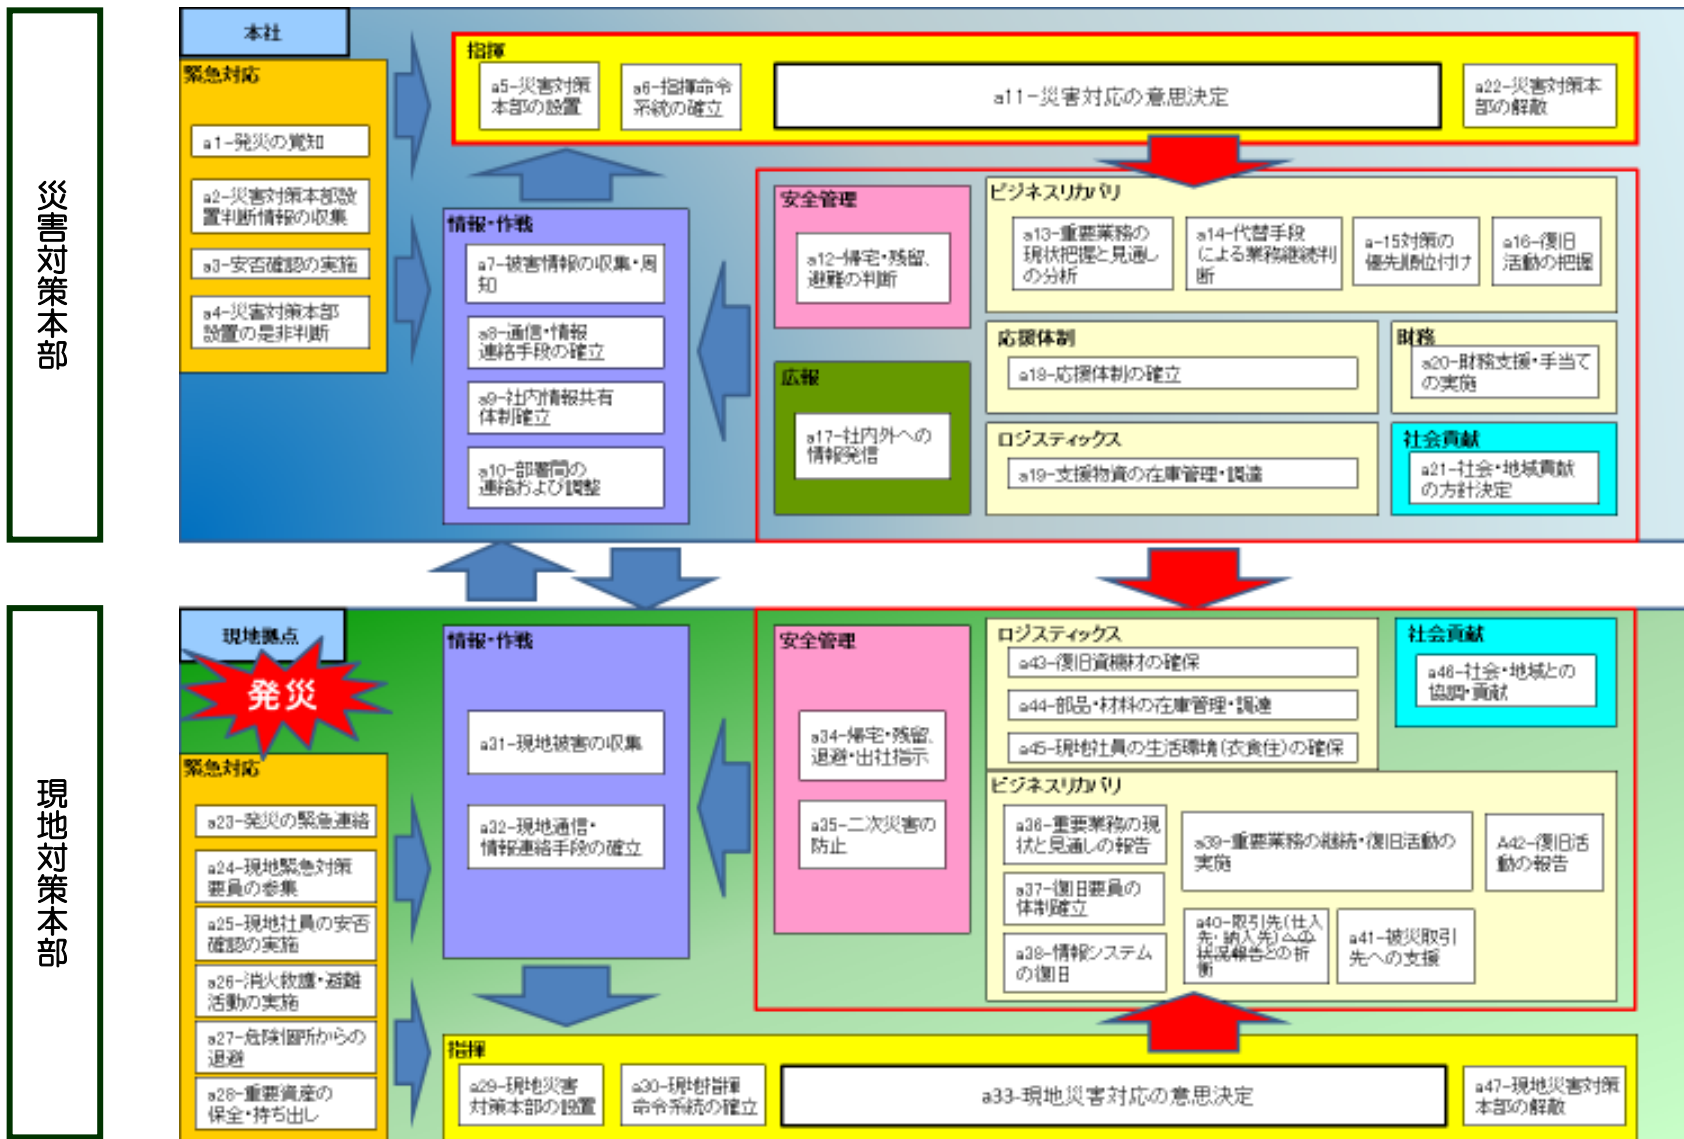 災害対策本部
本社
緊急対応
a1-発災の覚知
a2-災害対策本部設
置判断情報の収集
a3-安否確認の実施
a4-災害対策本部
設置の是非判断
指揮
a5-災害対策
本部の設置
a6-指揮命令
系統の確立
a11-災害対応の意思決定
a22-災害対策本
部の解散
情報・作戦
a7-被害情報の収集・周
知
a8-通信・情報
連絡手段の確立
a9-社内情報共有
体制確立
a10-部署間の
連絡および調整
安全管理
a12-帰宅・残留、
避難の判断
広報
a17-社内外への
情報発信
ビジネスリカバリ
a13-重要業務の
現状把握と見通し
の分析
a14-代替手段
による業務継続判
断
a-15対策の
優先順位付け
a16-復旧
活動の把握
応援体制
a18-応援体制の確立
財務
a20-財務支援・手当て
の実施
ロジスティックス
a19-支援物資の在庫管理・調達
社会貢献
a21-社会・地域貢献
の方針決定
現地対策本部
現地拠点
発災
緊急対応
a23-発災の緊急連絡
a24-現地緊急対策
要員の参集
a25-現地社員の安否
確認の実施
a26-消火救護・避難
活動の実施
a27-危険個所からの
退避
a28-重要資産の
保全・持ち出し
情報・作戦
a31-現地被害の収集
a32-現地通信・
情報連絡手段の確立
安全管理
a34-帰宅・残留、
退避・出社指示
a35-二次災害の
防止
ロジスティックス
a43-復旧資機材の確保
a44-部品・材料の在庫管理・調達
a45-現地社員の生活環境(衣食住)の確保
社会貢献
a46-社会・地域との
協調・貢献
ビジネスリカバリ
a36-重要業務の現
状と見通しの報告
a37-復旧要員の
体制確立
a38-情報システム
の復旧
a39-重要業務の継続・復旧活動の
実施
a40-取引先(仕入
先・納入先)への
状況報告との折
衝
a41-被災取引
先への支援
A42-復旧活
動の報告
指揮
a29-現地災害
対策本部の設置
a30-現地指揮
命令系統の確立
a33-現地災害対応の意思決定
a47-現地災害対策
本部の解散